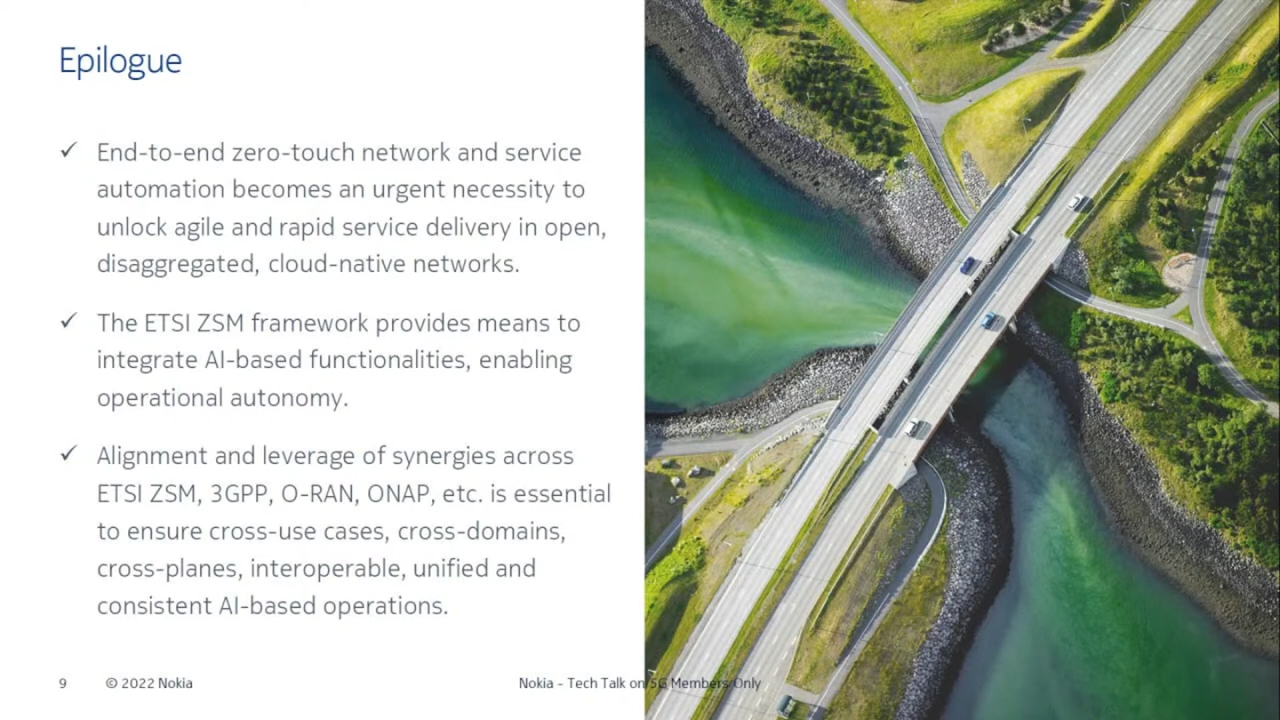 Epilogue
✓ End-to-end zero-touch network and service
automation becomes an urgent necessity to
unlock agile and rapid service delivery in open,
disaggregated, cloud-native networks.
✓ The ETSI ZSM framework provides means to
integrate AI-based functionalities, enabling
operational autonomy.
✓ Alignment and leverage of synergies across
ETSI ZSM, 3GPP, O-RAN, ONAP, etc. is essential
to ensure cross-use cases, cross-domains,
cross-planes, interoperable, unified and
consistent AI-based operations.
9 © 2022 Nokia Nokia - Tech Talk on 5G Members Only